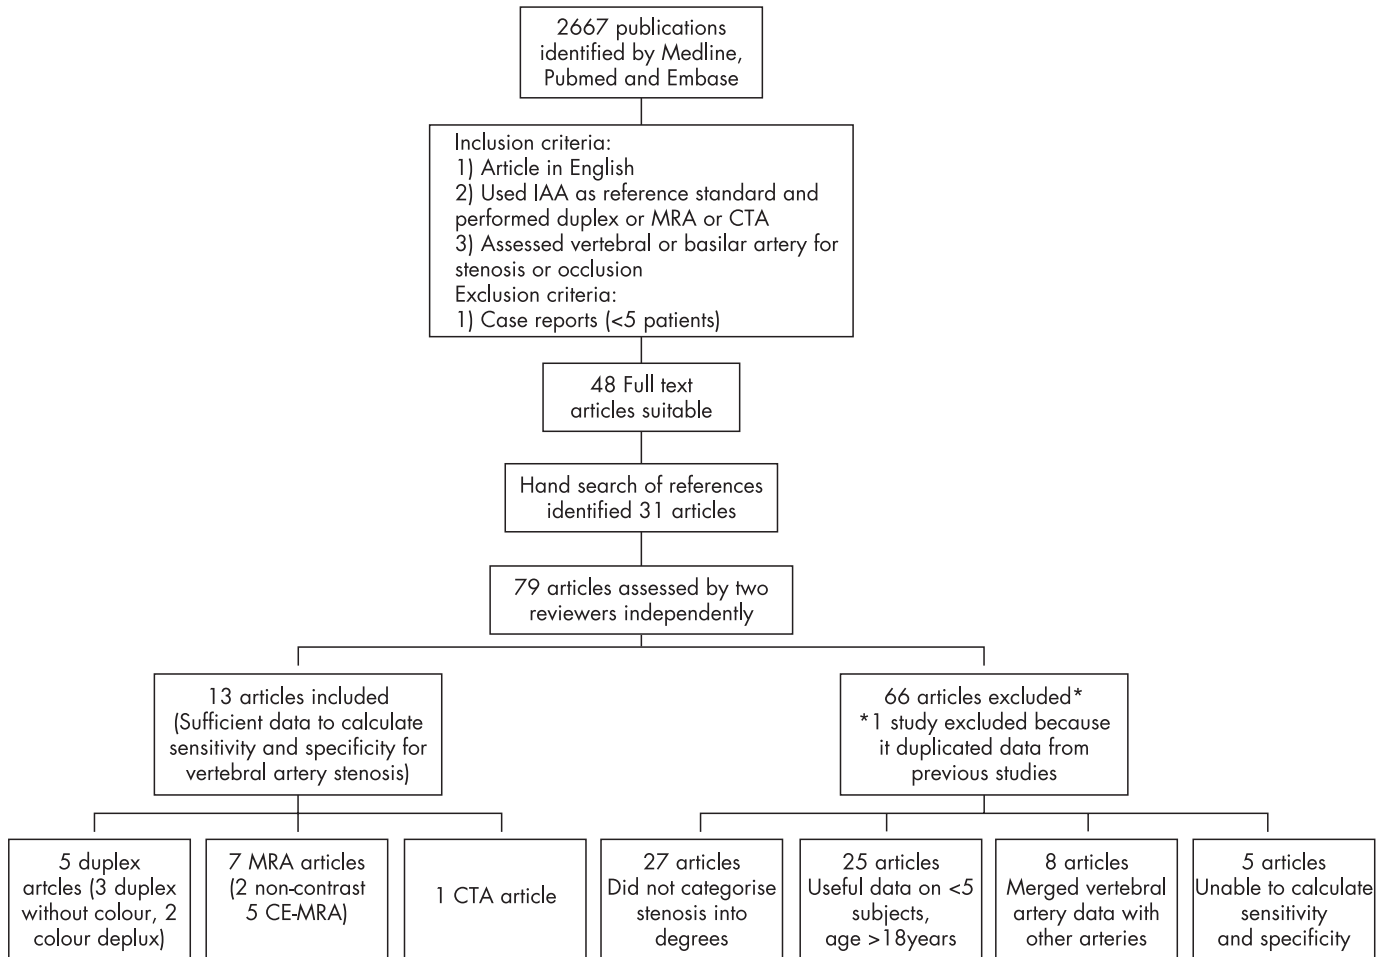 2667 publications
identified by Medline,
Pubmed and Embase
Inclusion criteria:
1) Article in English
2) Used IAA as reference standard and
performed duplex or MRA or CTA
3) Assessed vertebral or basilar artery for
stenosis or occlusion
Exclusion criteria:
1) Case reports (<5 patients)
48 Full text
articles suitable
Hand search of references
identified 31 articles
79 articles assessed by two
reviewers independently
13 articles included
(Sufficient data to calculate
sensitivity and specificity for
vertebral artery stenosis)
66 articles excluded*
*1 study excluded because
it duplicated data from
previous studies
5 duplex
artcles (3 duplex
without colour, 2
colour deplux)
7 MRA articles
(2 non-contrast
5 CE-MRA)
1 CTA article
27 articles
Did not categorise
stenosis into
degrees
25 articles
Useful data on <5
subjects,
age >18years
8 articles
Merged vertebral
artery data with
other arteries
5 articles
Unable to calculate
sensitivity
and specificity